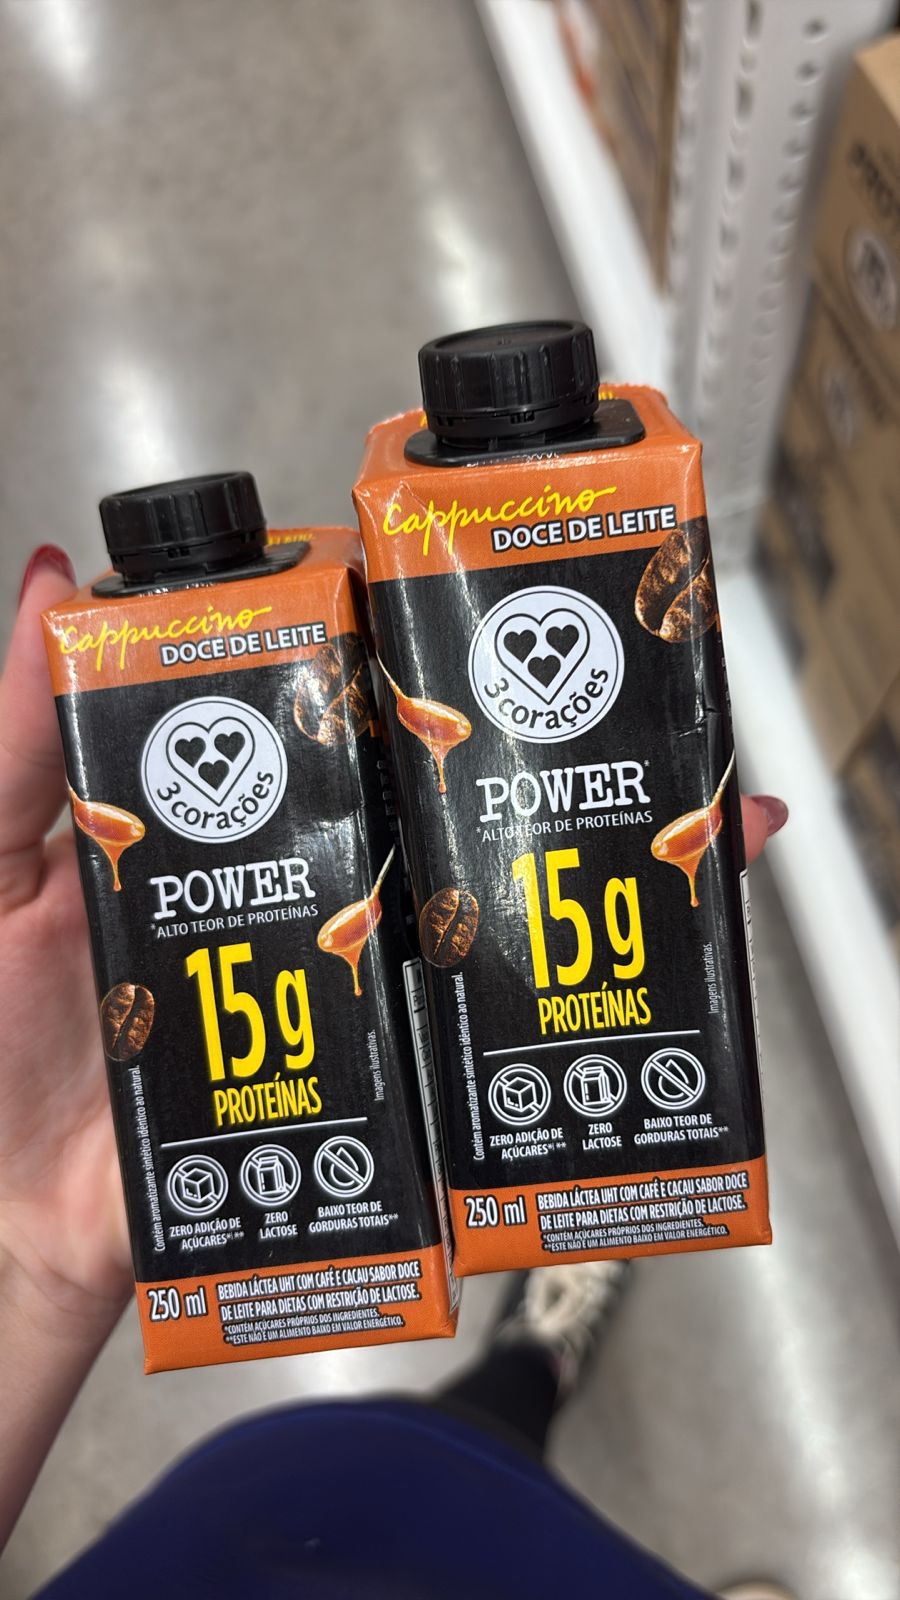 Cappuccino
DOCE DE LEITE
3 corações
POWER
*ALTO TEOR DE PROTEÍNAS
15g
PROTEÍNAS
Contém aromatizante sintético idêntico ao natural.
Imagens ilustrativas.
ZERO ADIÇÃO DE
AÇÚCARES*/**
ZERO
LACTOSE
BAIXO TEOR DE
GORDURAS TOTAIS**
250 ml
BEBIDA LÁCTEA UHT COM CAFÉ E CACAU SABOR DOCE
DE LEITE PARA DIETAS COM RESTRIÇÃO DE LACTOSE.
*CONTÉM AÇÚCARES PRÓPRIOS DOS INGREDIENTES.
**ESTE NÃO É UM ALIMENTO BAIXO EM VALOR ENERGÉTICO.
Cappuccino
DOCE DE LEITE
3 corações
POWER*
*ALTO TEOR DE PROTEÍNAS
15g
PROTEÍNAS
Contém aromatizante sintético idêntico ao natural.
Imagens ilustrativas.
ZERO ADIÇÃO DE
AÇÚCARES*/**
ZERO
LACTOSE
BAIXO TEOR DE
GORDURAS TOTAIS**
250 ml
BEBIDA LÁCTEA UHT COM CAFÉ E CACAU SABOR DOCE
DE LEITE PARA DIETAS COM RESTRIÇÃO DE LACTOSE.
*CONTÉM AÇÚCARES PRÓPRIOS DOS INGREDIENTES.
**ESTE NÃO É UM ALIMENTO BAIXO EM VALOR ENERGÉTICO.